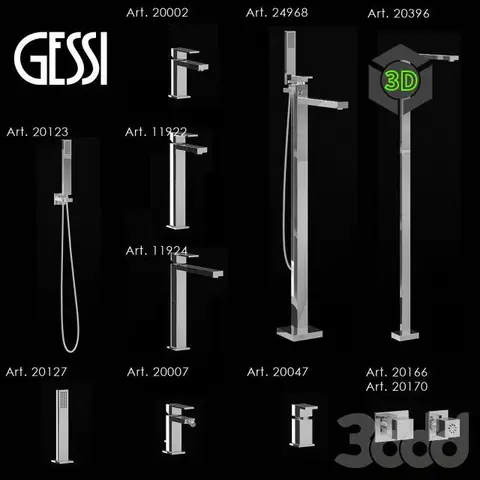 GESSI
Art. 20002
Art. 24968
Art. 20396
3D
Art. 20123
Art. 11922
Art. 11924
Art. 20127
Art. 20007
Art. 20047
Art. 20166
Art. 20170
3ddd